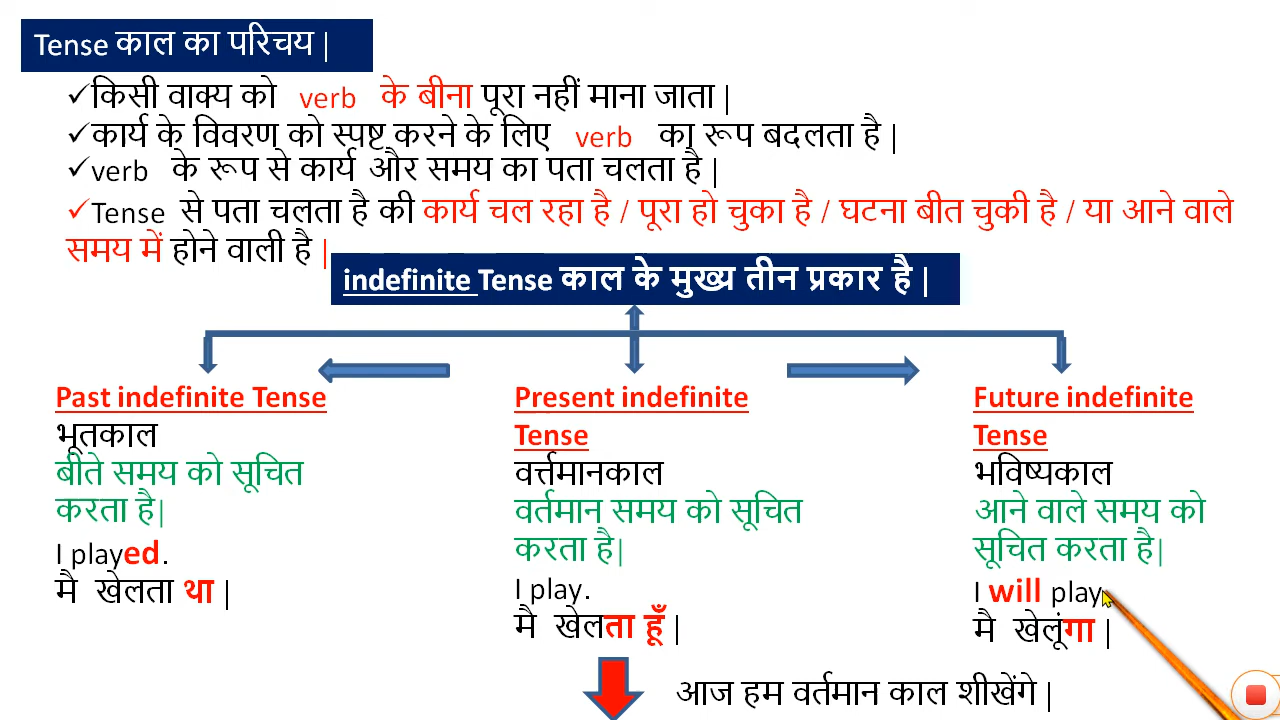 Tense काल का परिचय |
✓किसी वाक्य को verb के बीना पूरा नहीं माना जाता |
✓कार्य के विवरण को स्पष्ट करने के लिए verb का रूप बदलता है |
✓verb के रूप से कार्य और समय का पता चलता है |
✓Tense से पता चलता है की कार्य चल रहा है / पूरा हो चुका है / घटना बीत चुकी है / या आने वाले
समय में होने वाली है |
indefinite Tense काल के मुख्य तीन प्रकार है |
Past indefinite Tense
भूतकाल
बीते समय को सूचित
करता है|
I played.
मै खेलता था |
Present indefinite
Tense
वर्त्तमानकाल
वर्तमान समय को सूचित
करता है|
I play.
मै खेलता हूँ |
Future indefinite
Tense
भविष्यकाल
आने वाले समय को
सूचित करता है|
I will play
मै खेलूंगा |
आज हम वर्तमान काल शीखेंगे |